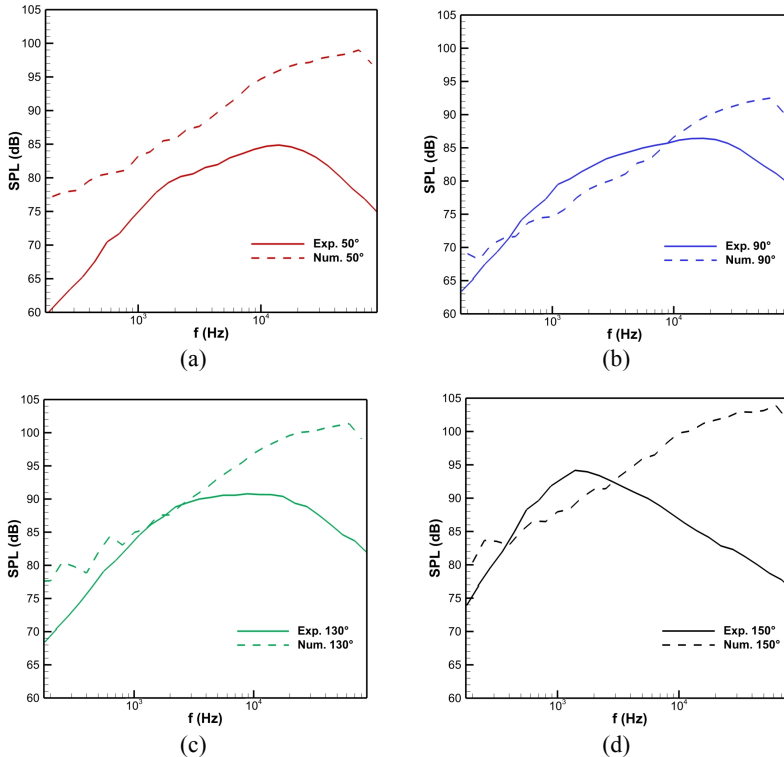 105
100
95
90
85
80
75
70
65
60
SPL (dB)
Exp. 50°
Num. 50°
10³
10⁴
f (Hz)
(a)
105
100
95
90
85
80
75
70
65
60
SPL (dB)
Exp. 90°
Num. 90°
10³
10⁴
f (Hz)
(b)
105
100
95
90
85
80
75
70
65
60
SPL (dB)
Exp. 130°
Num. 130°
10³
10⁴
f (Hz)
(c)
105
100
95
90
85
80
75
70
65
60
SPL (dB)
Exp. 150°
Num. 150°
10³
10⁴
f (Hz)
(d)